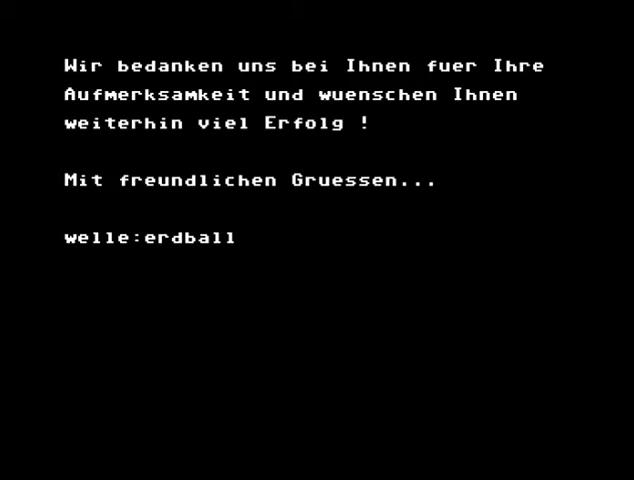 Wir bedanken uns bei Ihnen fuer Ihre
Aufmerksamkeit und wuenschen Ihnen
weiterhin viel Erfolg !
Mit freundlichen Gruessen...
welle:erdball